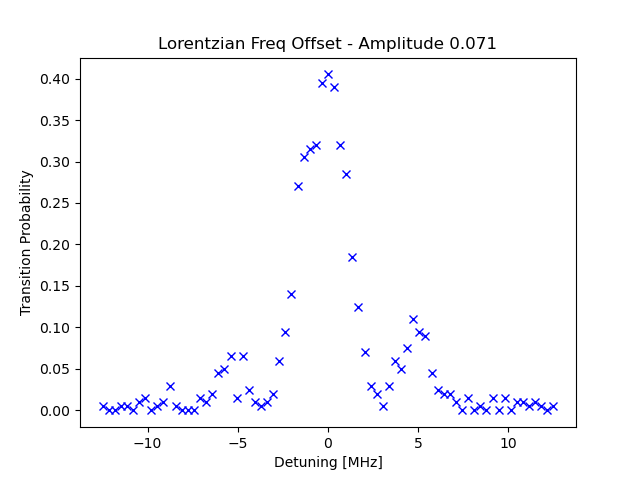 Lorentzian Freq Offset - Amplitude 0.071
Transition Probability
0.40
0.35
0.30
0.25
0.20
0.15
0.10
0.05
0.00
−10 −5 0 5 10
Detuning [MHz]